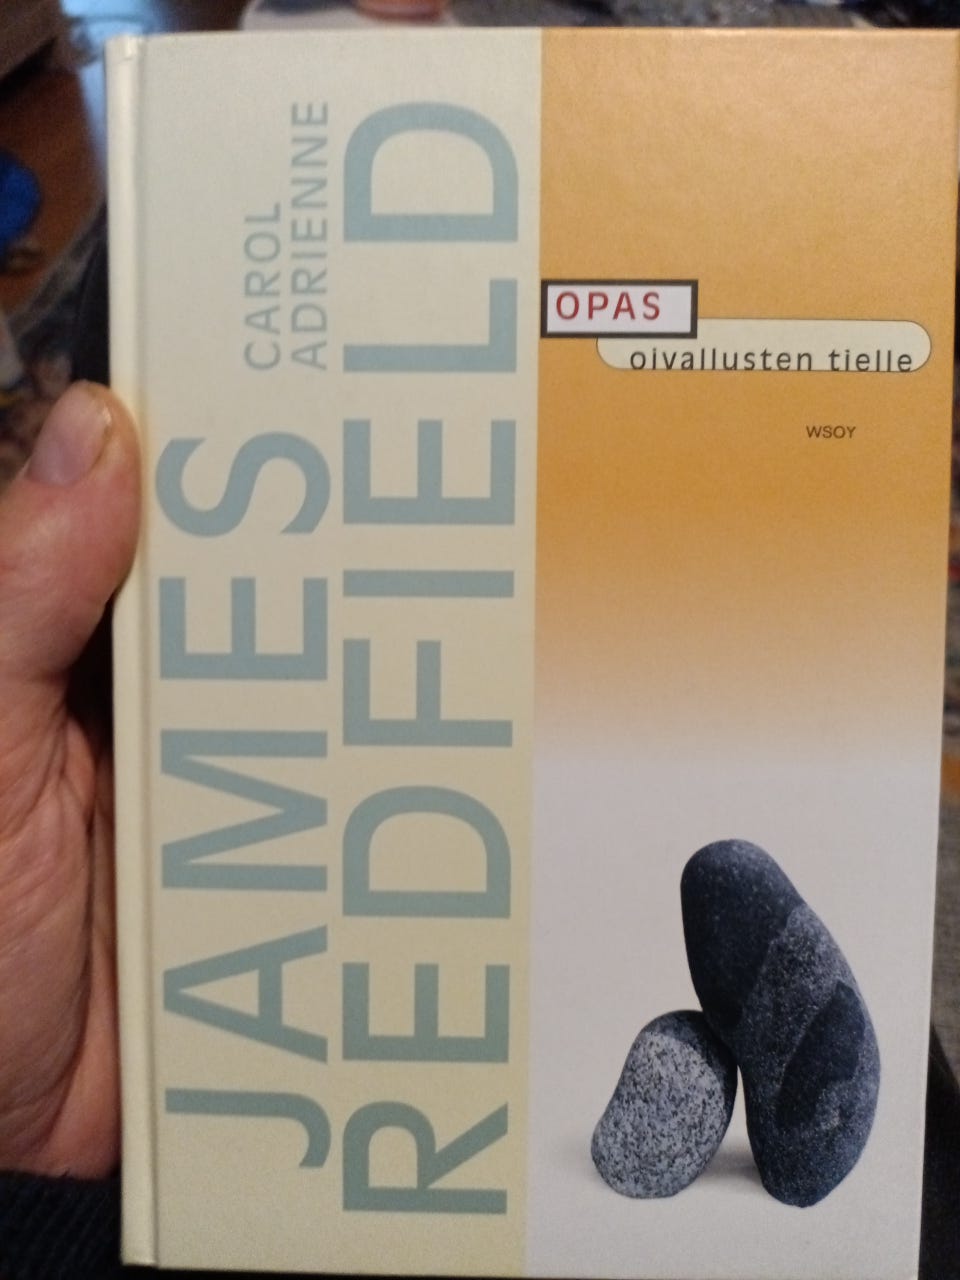 JAMES
REDFIELD
CAROL
ADRIENNE
OPAS
oivallusten tielle
WSOY